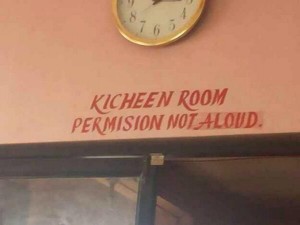 KICHEEN ROOM
PERMISION NOT ALOUD.